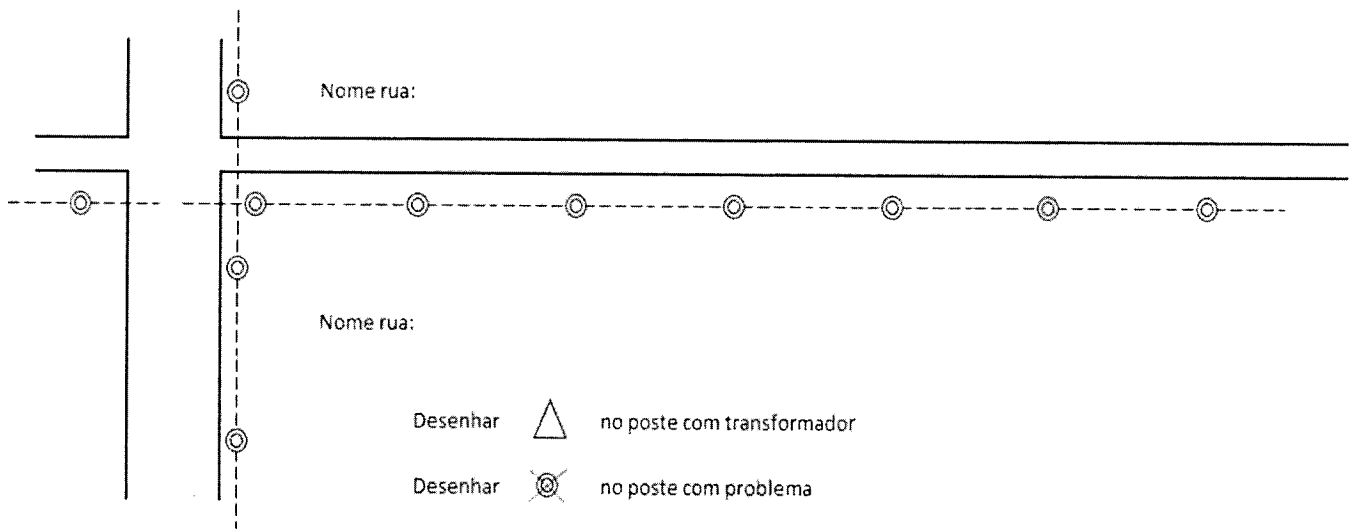 Nome rua:
Nome rua:
Desenhar no poste com transformador
Desenhar no poste com problema